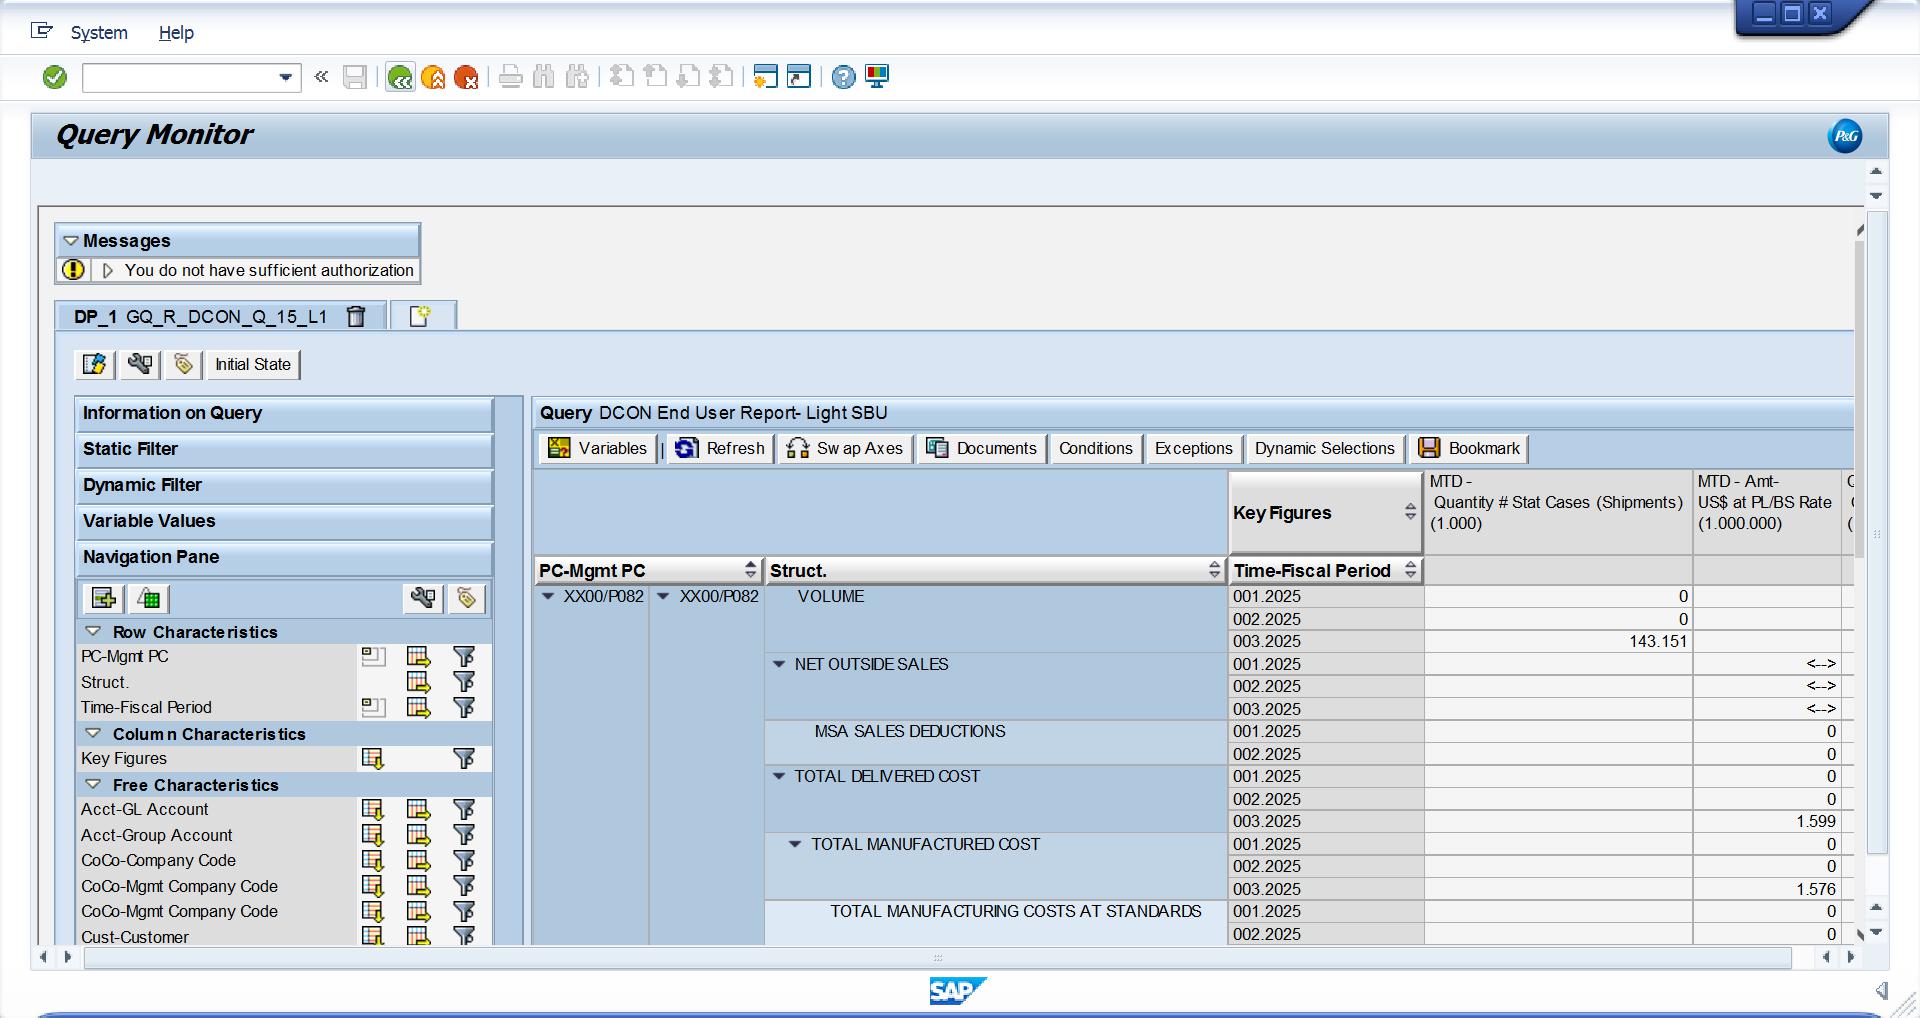 System Help
Query Monitor
P&G
Messages
You do not have sufficient authorization
DP_1 GQ_R_DCON_Q_15_L1
Initial State
Information on Query
Static Filter
Dynamic Filter
Variable Values
Navigation Pane
Row Characteristics
PC-Mgmt PC
Struct.
Time-Fiscal Period
Column Characteristics
Key Figures
Free Characteristics
Acct-GL Account
Acct-Group Account
CoCo-Company Code
CoCo-Mgmt Company Code
CoCo-Mgmt Company Code
Cust-Customer
Query DCON End User Report- Light SBU
Variables | Refresh Swap Axes Documents Conditions Exceptions Dynamic Selections Bookmark
Key Figures
MTD -
Quantity # Stat Cases (Shipments)
(1.000)
MTD - Amt-
US$ at PL/BS Rate
(1.000.000)
PC-Mgmt PC Struct. Time-Fiscal Period
XX00/P082 XX00/P082 VOLUME 001.2025 0
002.2025 0
003.2025 143.151
NET OUTSIDE SALES 001.2025 <-->
002.2025 <-->
003.2025 <-->
MSA SALES DEDUCTIONS 001.2025 0
002.2025 0
TOTAL DELIVERED COST 001.2025 0
002.2025 0
003.2025 1.599
TOTAL MANUFACTURED COST 001.2025 0
002.2025 0
003.2025 1.576
TOTAL MANUFACTURING COSTS AT STANDARDS 001.2025 0
002.2025 0
SAP